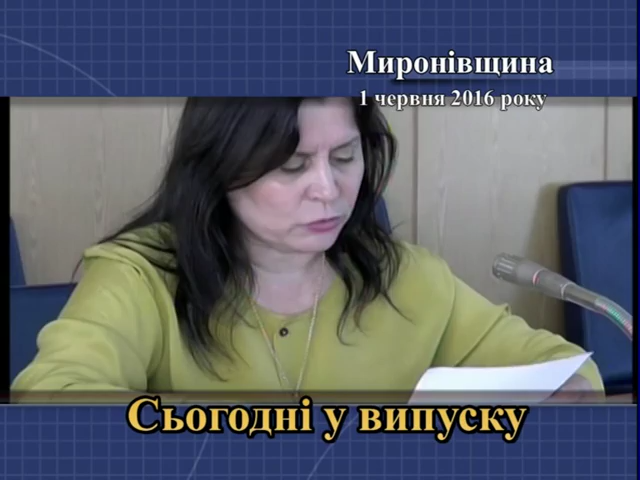 Миронівщина
1 червня 2016 року
Сьогодні у випуску